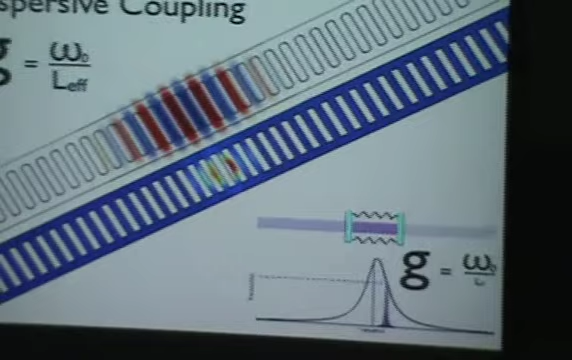 spersive Coupling
g = ω₀
Leff
g = ω₀